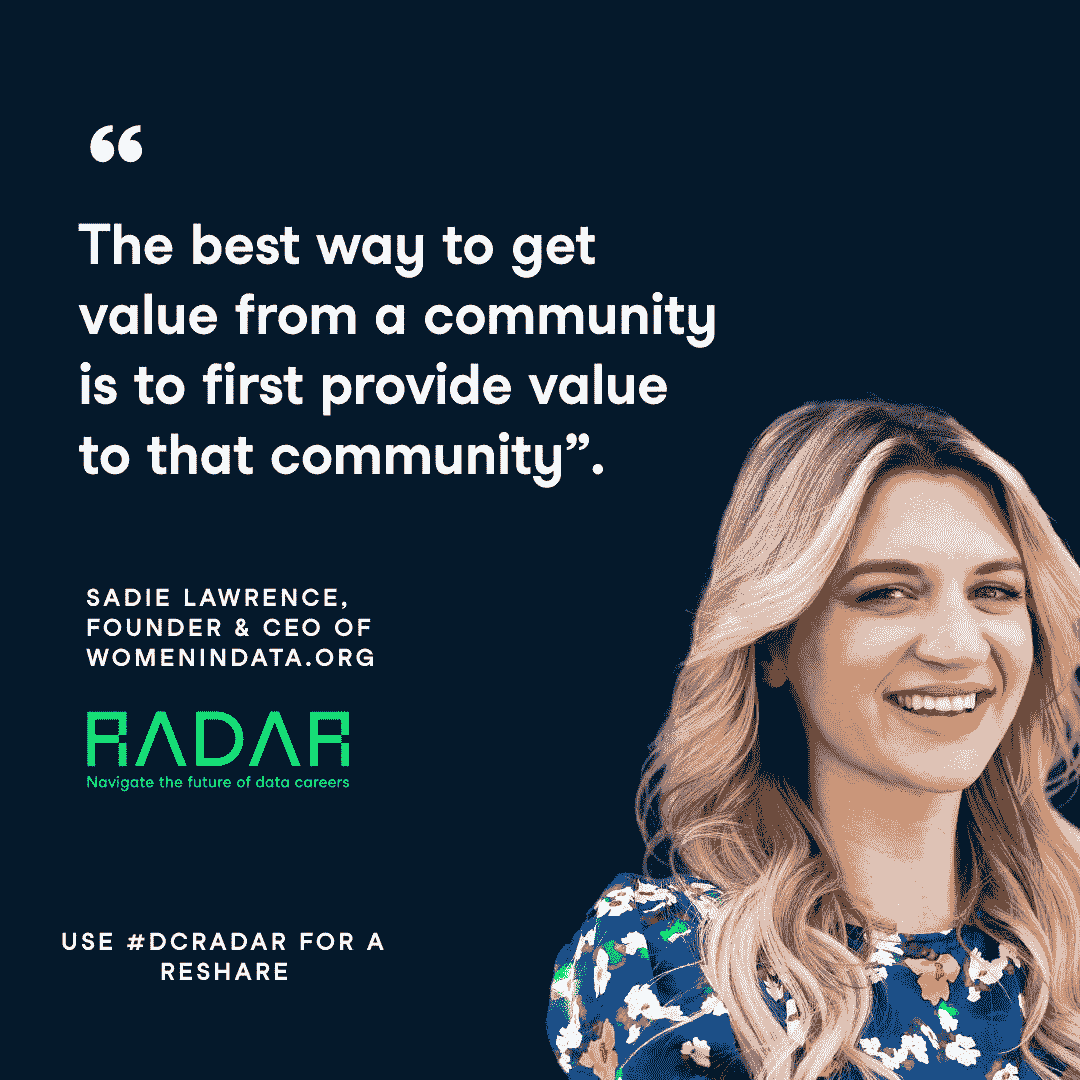 “
The best way to get
value from a community
is to first provide value
to that community”.
SADIE LAWRENCE,
FOUNDER & CEO OF
WOMENINDATA.ORG
RADAR
Navigate the future of data careers
USE #DCRADAR FOR A
RESHARE